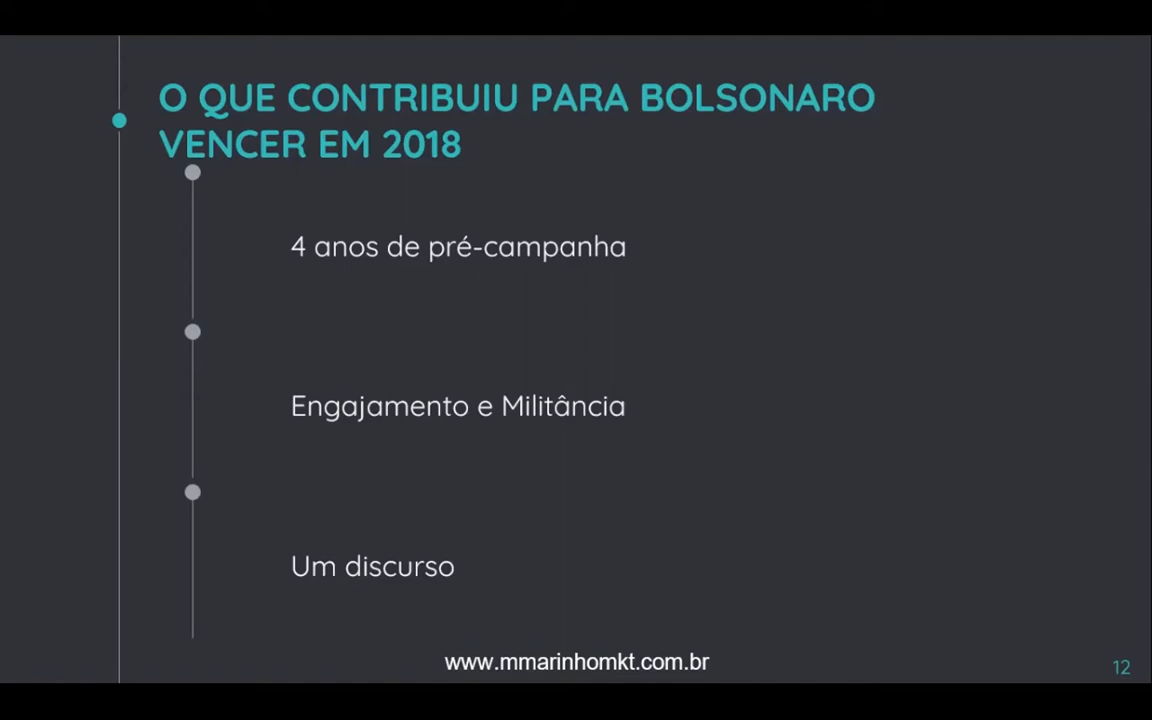 O QUE CONTRIBUIU PARA BOLSONARO
VENCER EM 2018
4 anos de pré-campanha
Engajamento e Militância
Um discurso
www.mmarinhomkt.com.br
12